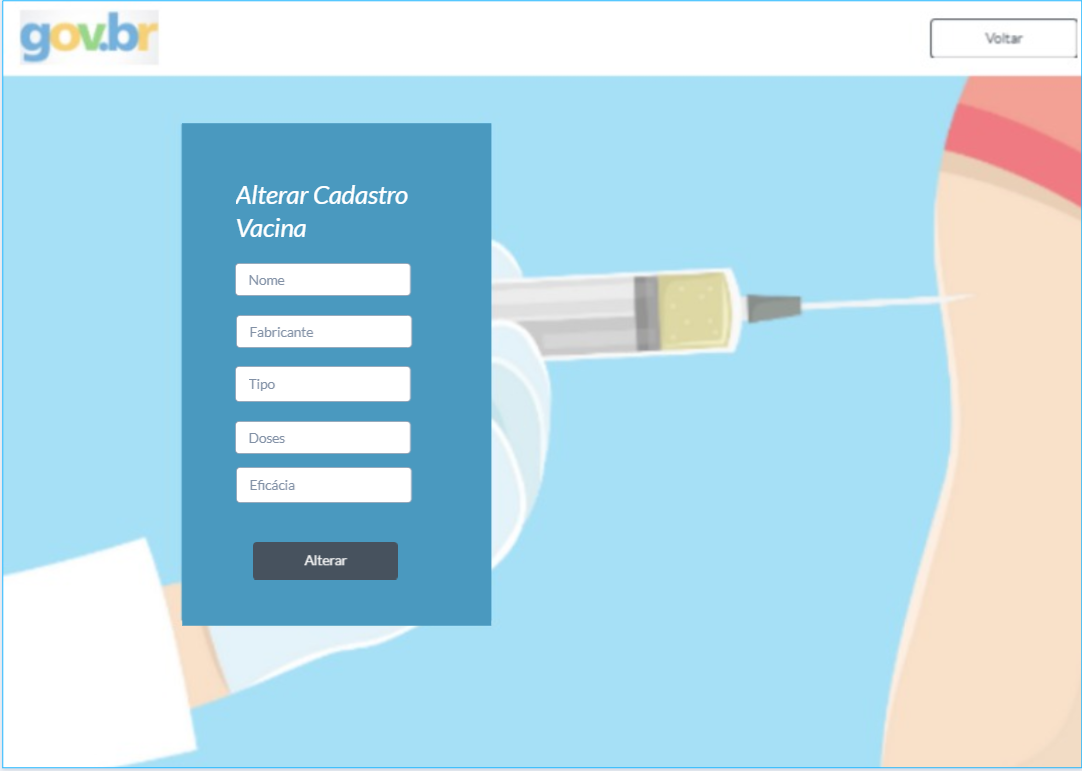 gov.br
Voltar
Alterar Cadastro
Vacina
Nome
Fabricante
Tipo
Doses
Eficácia
Alterar